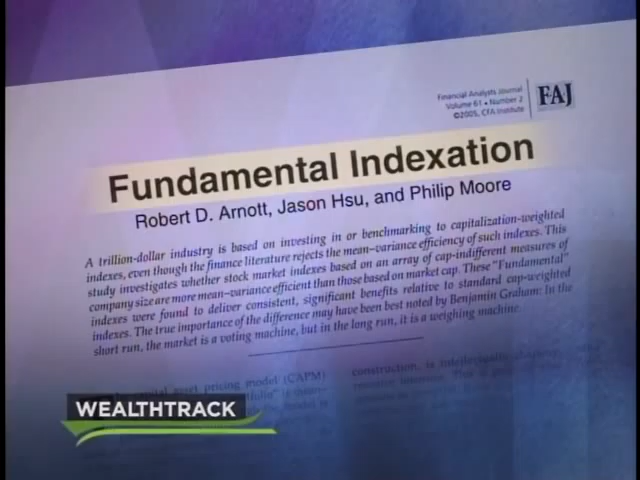 Financial Analysts Journal
Volume 61 • Number 2
©2005, CFA Institute
FAJ
Fundamental Indexation
Robert D. Arnott, Jason Hsu, and Philip Moore
A trillion-dollar industry is based on investing in or benchmarking to capitalization-weighted
indexes, even though the finance literature rejects the mean–variance efficiency of such indexes. This
study investigates whether stock market indexes based on an array of cap-indifferent measures of
company size are more mean–variance efficient than those based on market cap. These "Fundamental"
indexes were found to deliver consistent, significant benefits relative to standard cap-weighted
indexes. The true importance of the difference may have been best noted by Benjamin Graham: In the
short run, the market is a voting machine, but in the long run, it is a weighing machine.
asset pricing model (CAPM)
construction, is
WEALTHTRACK